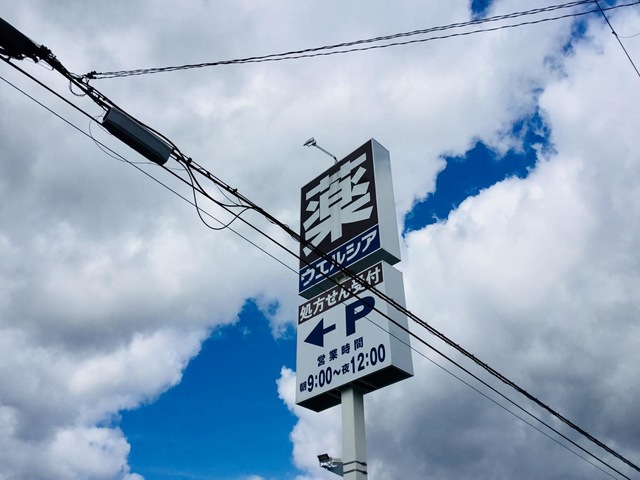 薬
ウエルシア
処方せん受付
←P
営業時間
朝9:00～夜12:00